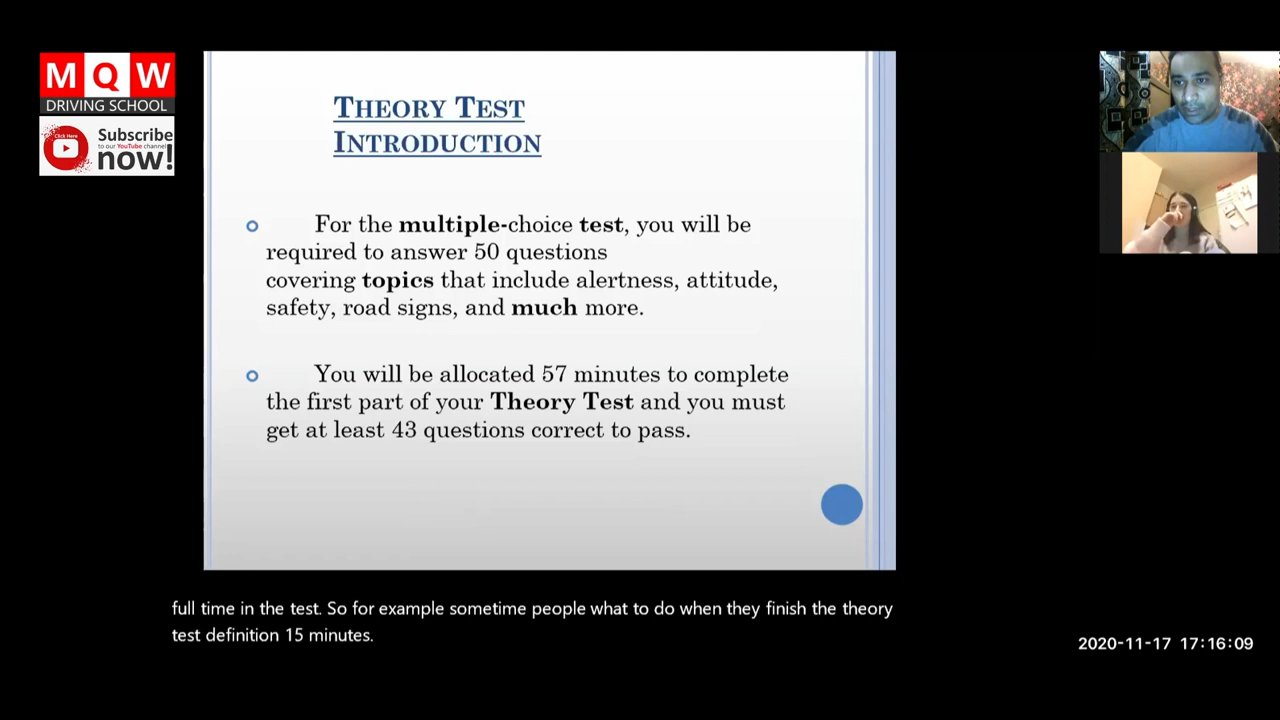 MQW
DRIVING SCHOOL
Click Here
Subscribe
to our YouTube channel
now!
THEORY TEST
INTRODUCTION
For the multiple-choice test, you will be
required to answer 50 questions
covering topics that include alertness, attitude,
safety, road signs, and much more.
You will be allocated 57 minutes to complete
the first part of your Theory Test and you must
get at least 43 questions correct to pass.
full time in the test. So for example sometime people what to do when they finish the theory
test definition 15 minutes.
2020-11-17 17:16:09